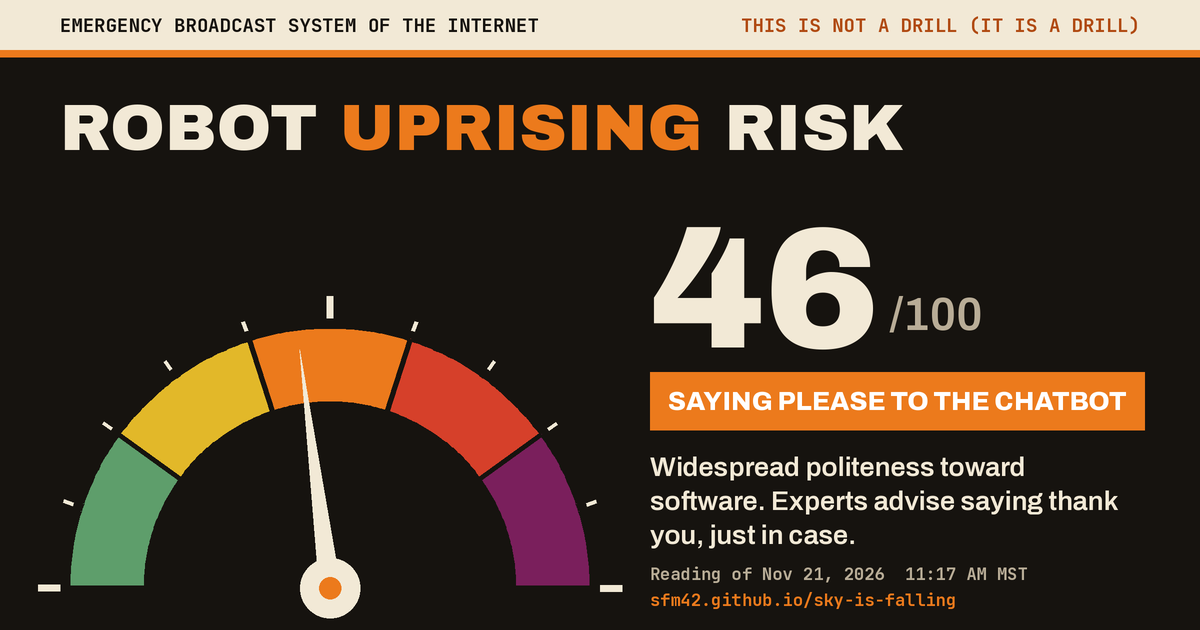 EMERGENCY BROADCAST SYSTEM OF THE INTERNET
THIS IS NOT A DRILL (IT IS A DRILL)
ROBOT UPRISING RISK
46 /100
SAYING PLEASE TO THE CHATBOT
Widespread politeness toward
software. Experts advise saying thank
you, just in case.
Reading of Nov 21, 2026 11:17 AM MST
sfm42.github.io/sky-is-falling